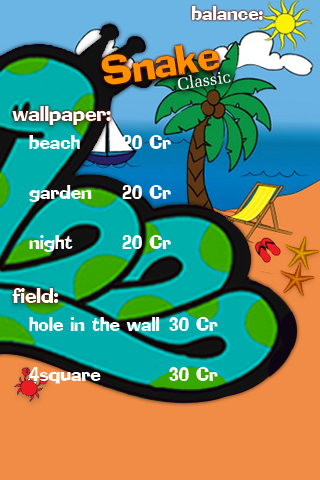 balance:
Snake
Classic
wallpaper:
beach 20 Cr
garden 20 Cr
night 20 Cr
field:
hole in the wall 30 Cr
4square 30 Cr